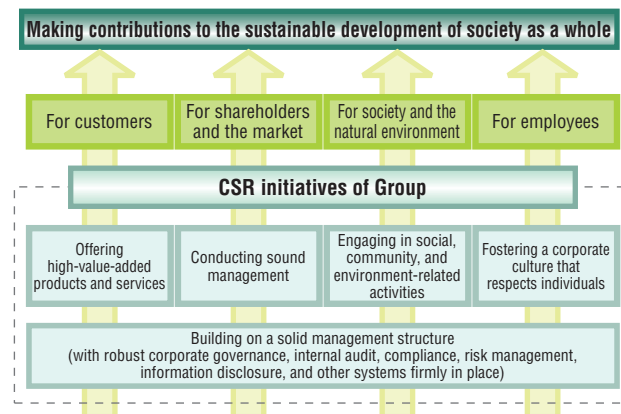 Making contributions to the sustainable development of society as a whole
For customers
For shareholders
and the market
For society and the
natural environment
For employees
CSR initiatives of Group
Offering
high-value-added
products and services
Conducting sound
management
Engaging in social,
community, and
environment-related
activities
Fostering a corporate
culture that
respects individuals
Building on a solid management structure
(with robust corporate governance, internal audit, compliance, risk management,
information disclosure, and other systems firmly in place)